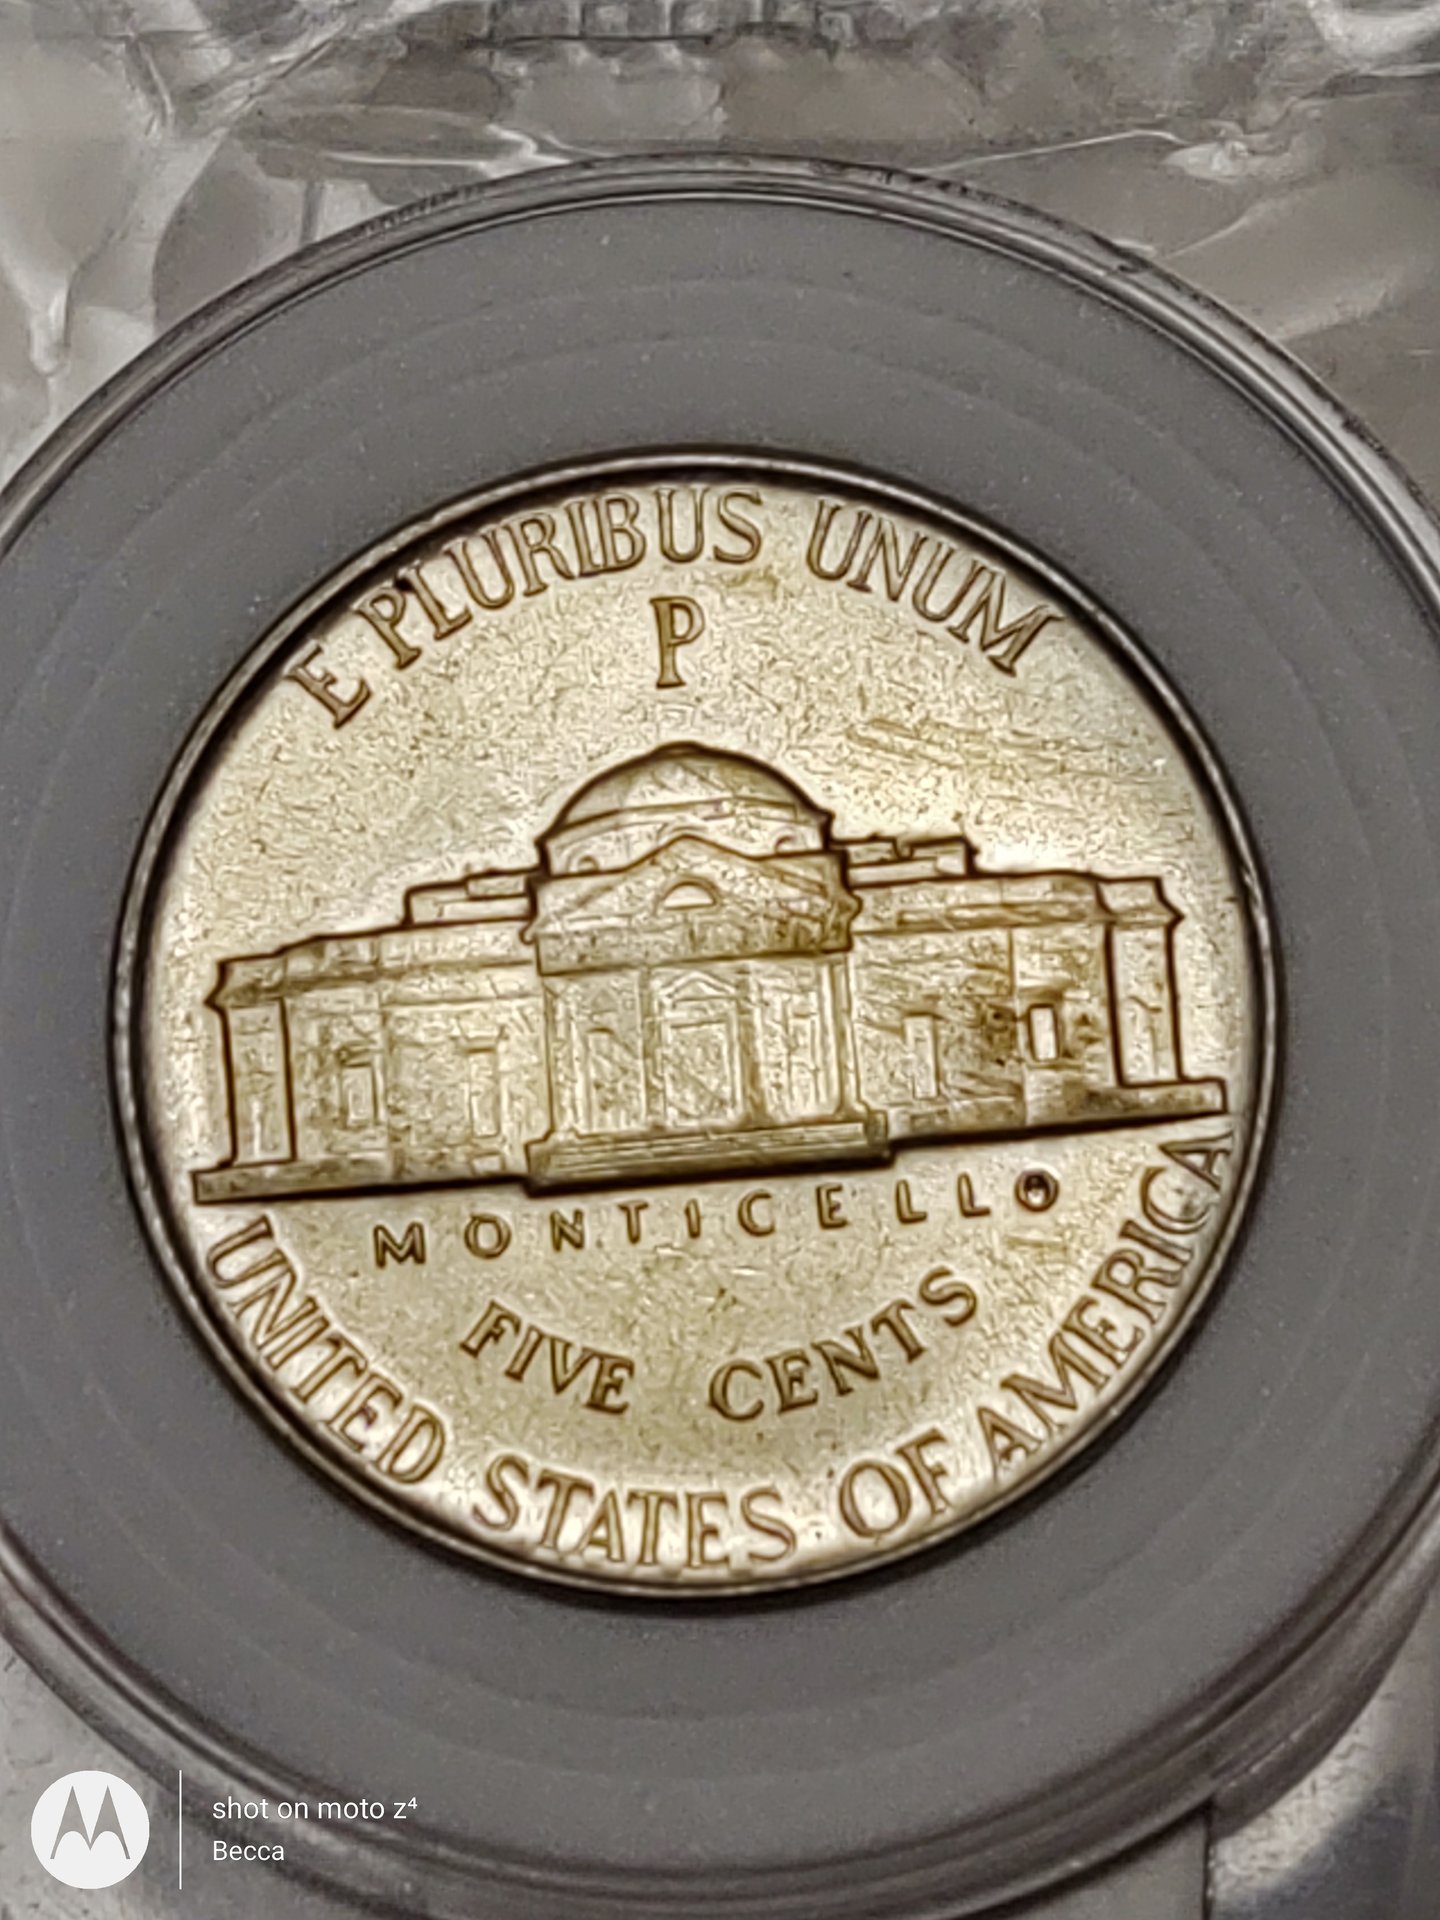 E PLURIBUS UNUM
P
MONTICELLO
FIVE CENTS
UNITED STATES OF AMERICA
shot on moto z⁴
Becca